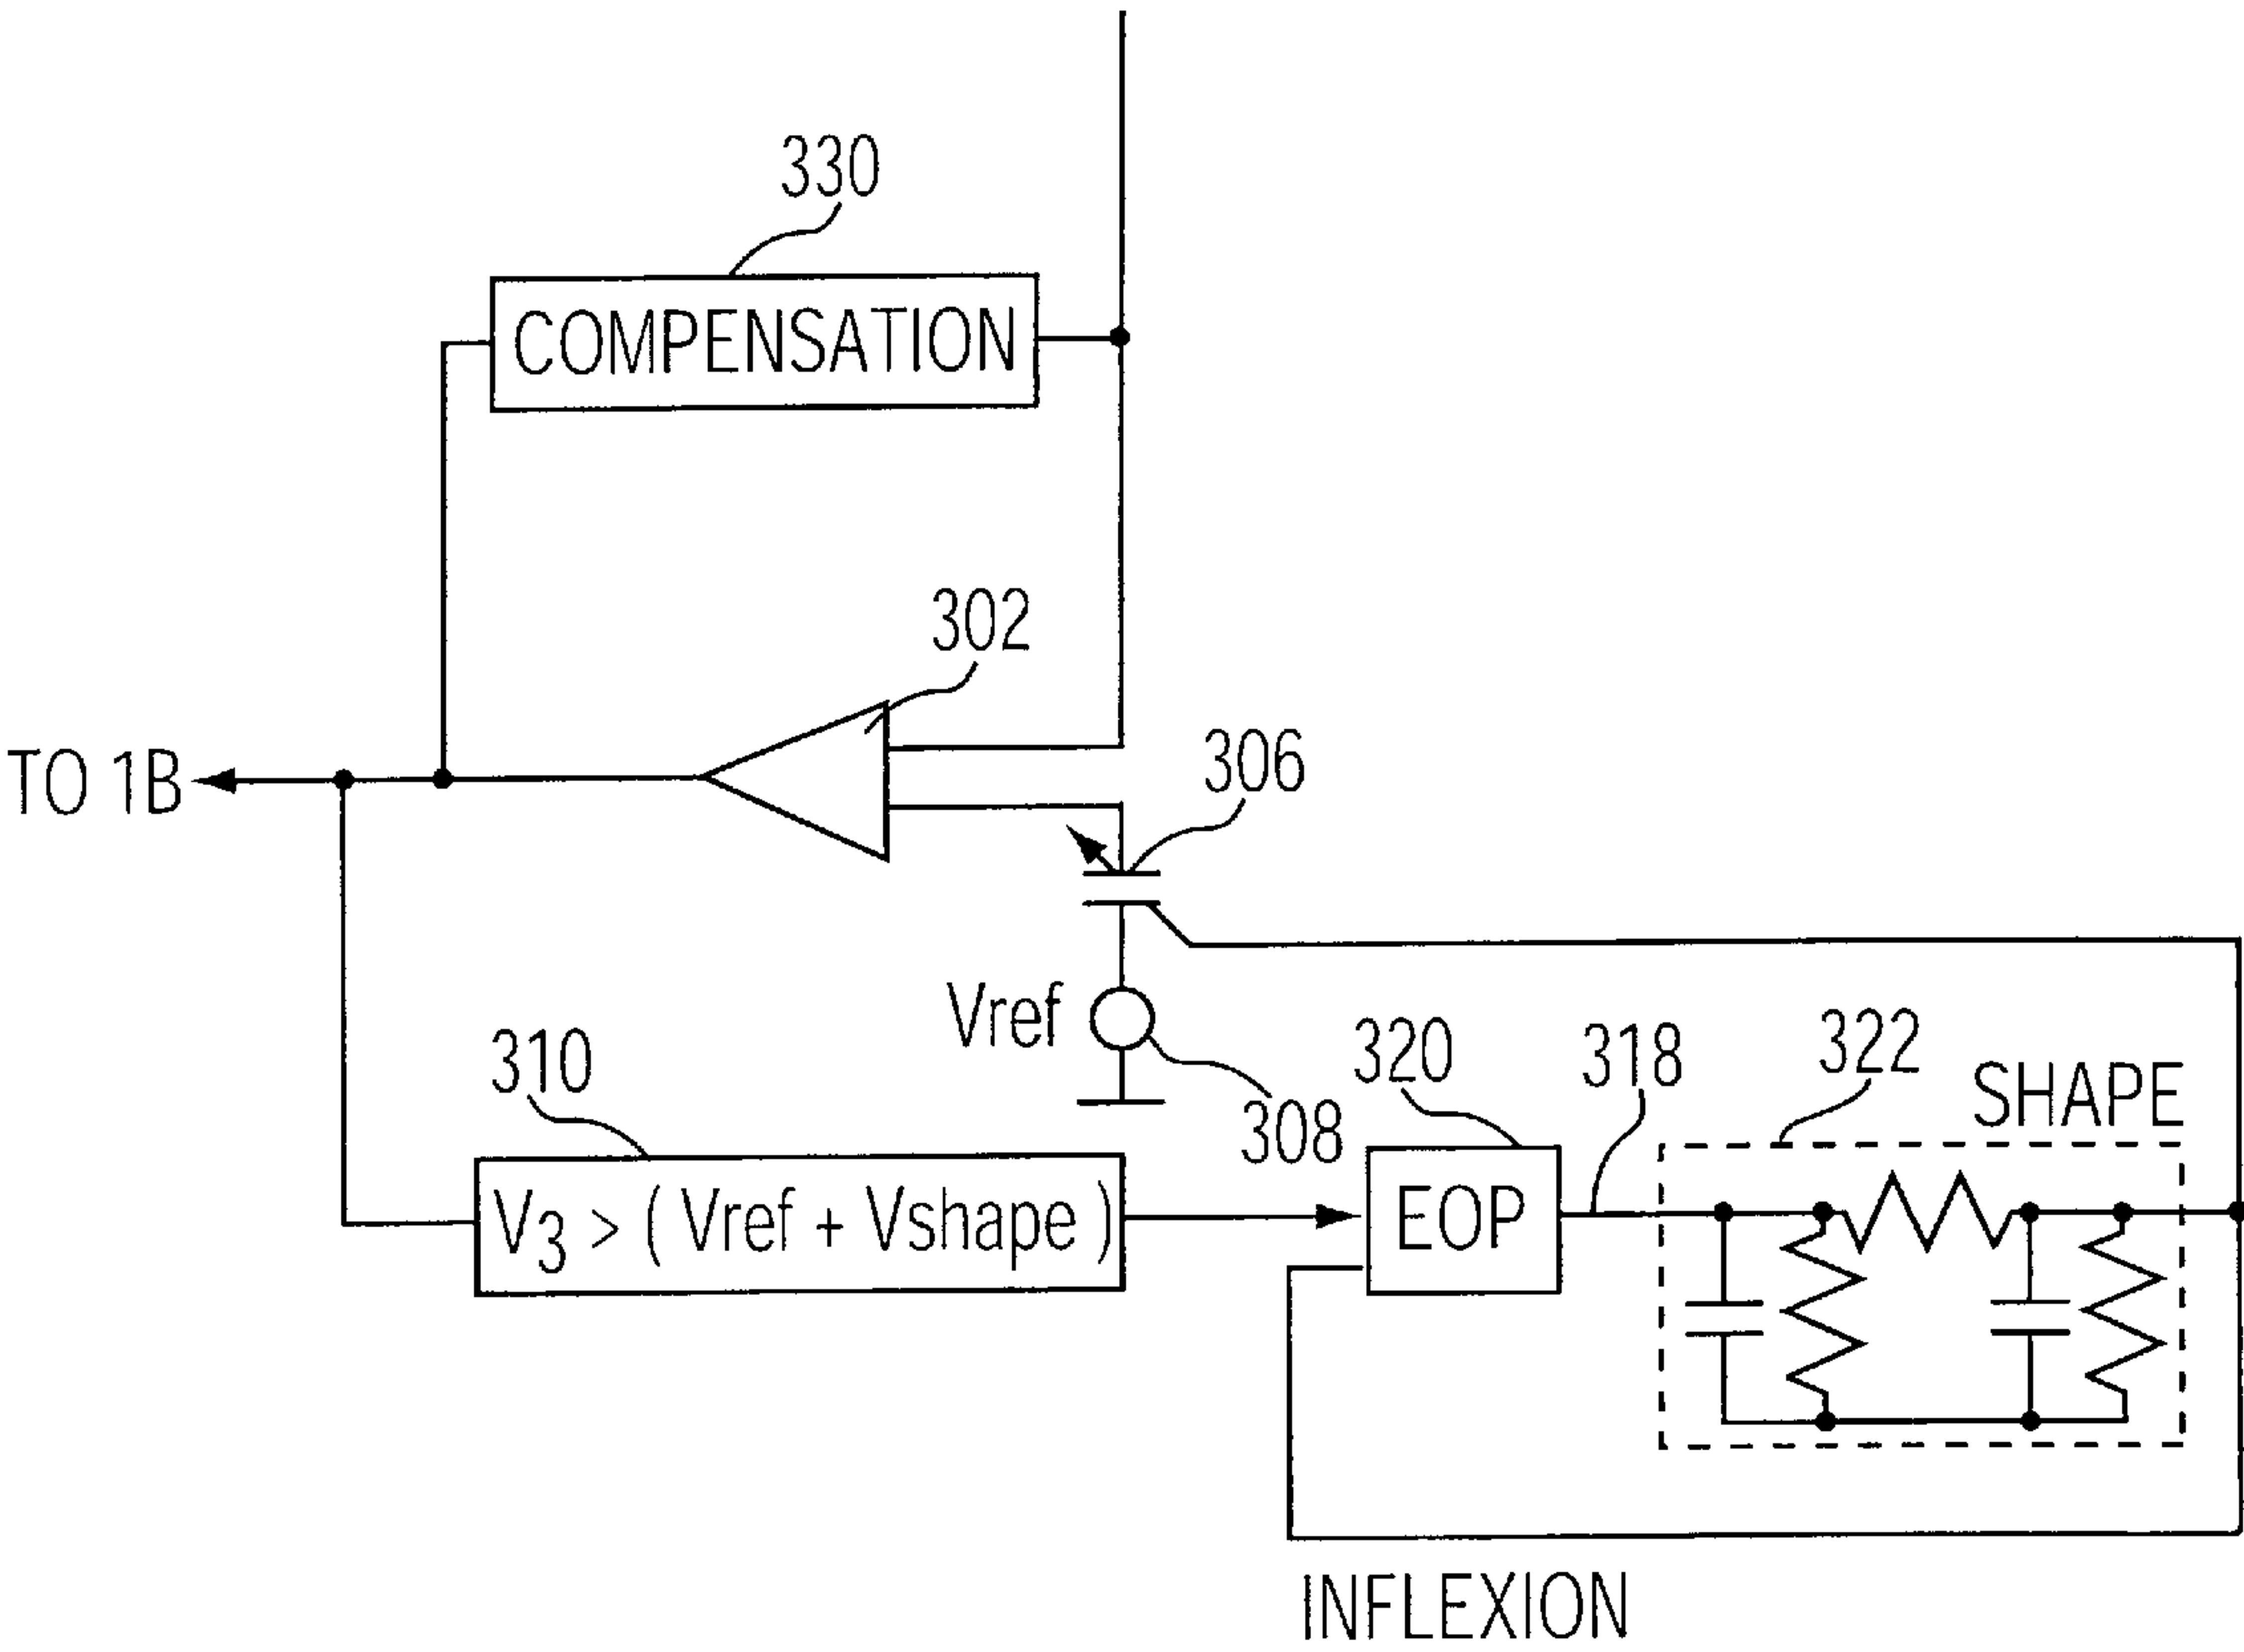 330
COMPENSATION
302
TO 1B
306
Vref
308
310
V3 > ( Vref + Vshape )
320
EOP
318
322
SHAPE
INFLEXION